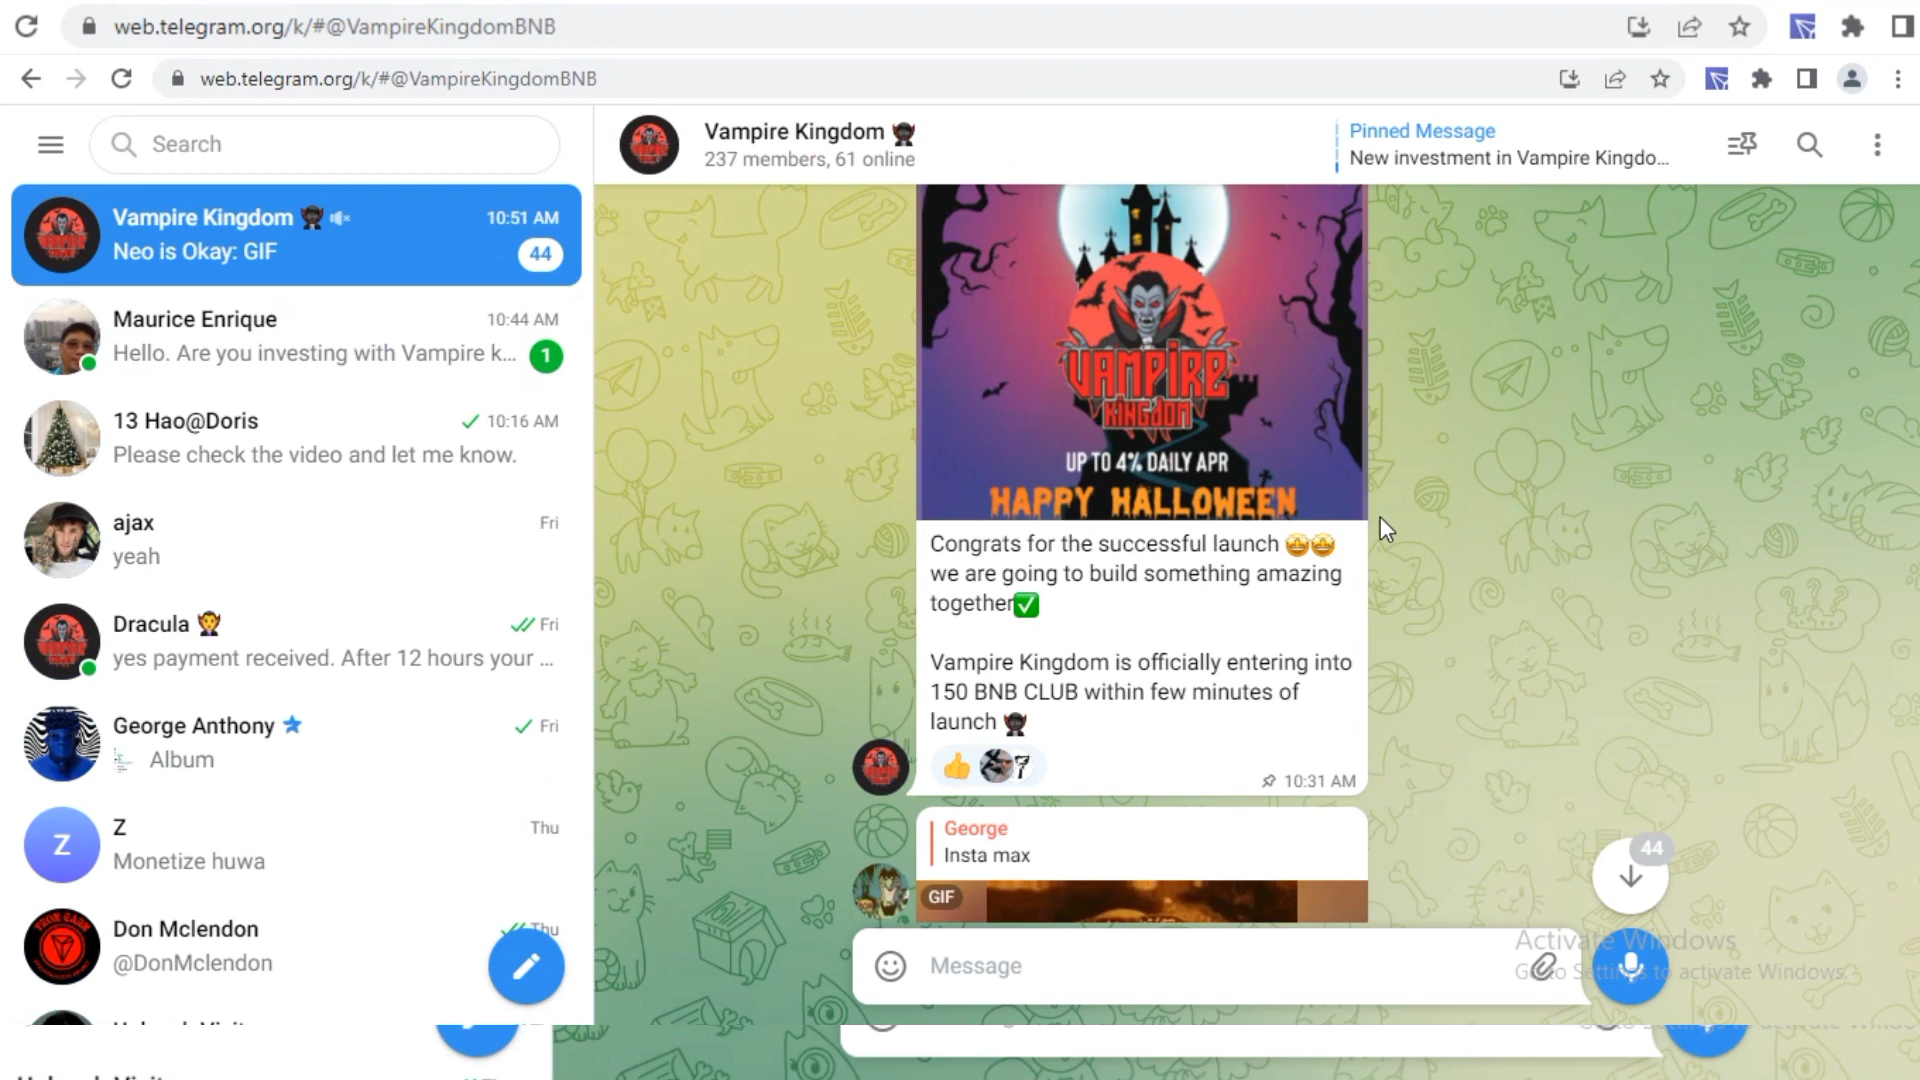 web.telegram.org/k/#@VampireKingdomBNB
web.telegram.org/k/#@VampireKingdomBNB
Search
Vampire Kingdom
10:51 AM
Neo is Okay: GIF
44
Maurice Enrique
10:44 AM
Hello. Are you investing with Vampire k...
1
13 Hao@Doris
10:16 AM
Please check the video and let me know.
ajax
Fri
yeah
Dracula
Fri
yes payment received. After 12 hours your ...
George Anthony
Fri
Album
Z
Z
Thu
Monetize huwa
Don Mclendon
Thu
@DonMclendon
Vampire Kingdom
237 members, 61 online
Pinned Message
New investment in Vampire Kingdo...
VAMPIRE
KINGDOM
UP TO 4% DAILY APR
HAPPY HALLOWEEN
Congrats for the successful launch
we are going to build something amazing
together
Vampire Kingdom is officially entering into
150 BNB CLUB within few minutes of
launch
7
10:31 AM
George
Insta max
GIF
44
Message
Activate Windows
Go to Settings to activate Windows.